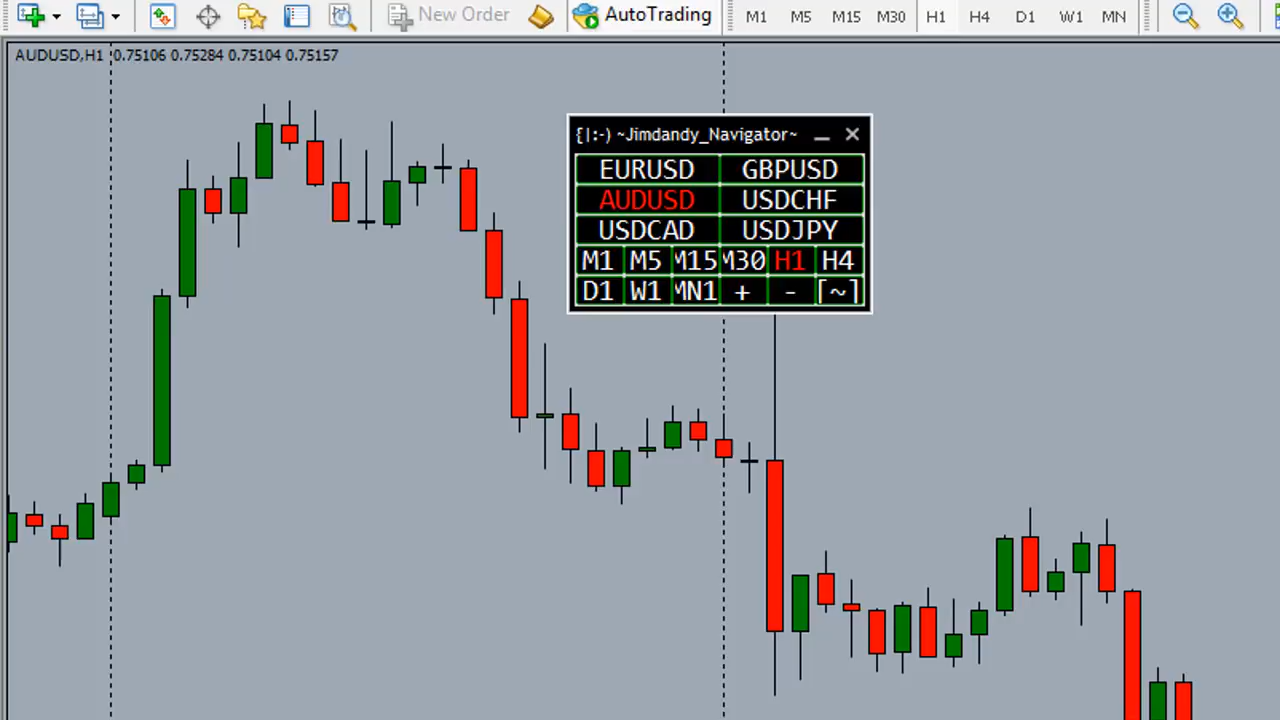 New Order AutoTrading M1 M5 M15 M30 H1 H4 D1 W1 MN
AUDUSD,H1 0.75106 0.75284 0.75104 0.75157
{|:-) ~Jimdandy_Navigator~
EURUSD GBPUSD
AUDUSD USDCHF
USDCAD USDJPY
M1 M5 M15 M30 H1 H4
D1 W1 MN1 + - [~]